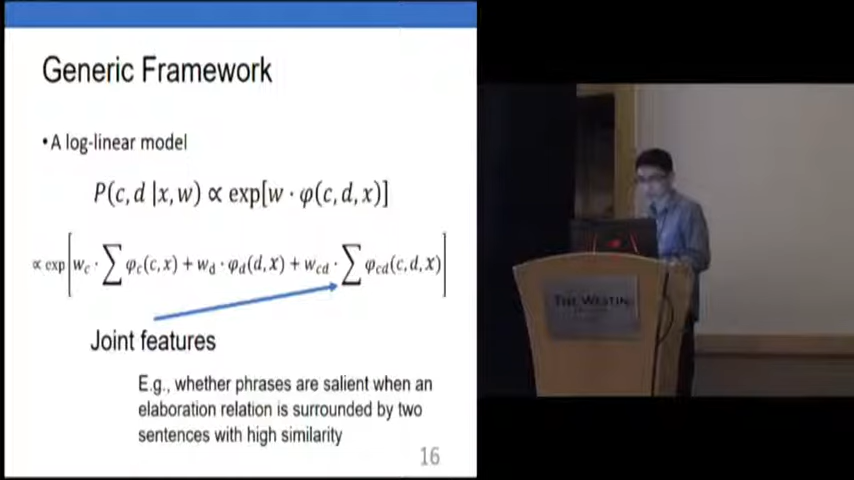 Generic Framework
•A log-linear model
P(c, d |x, w) ∝ exp[w · φ(c, d, x)]
∝ exp[w_c · ∑ φ_c(c, x) + w_d · φ_d(d, x) + w_cd · ∑ φ_cd(c, d, x)]
Joint features
E.g., whether phrases are salient when an
elaboration relation is surrounded by two
sentences with high similarity
16
THE WESTIN